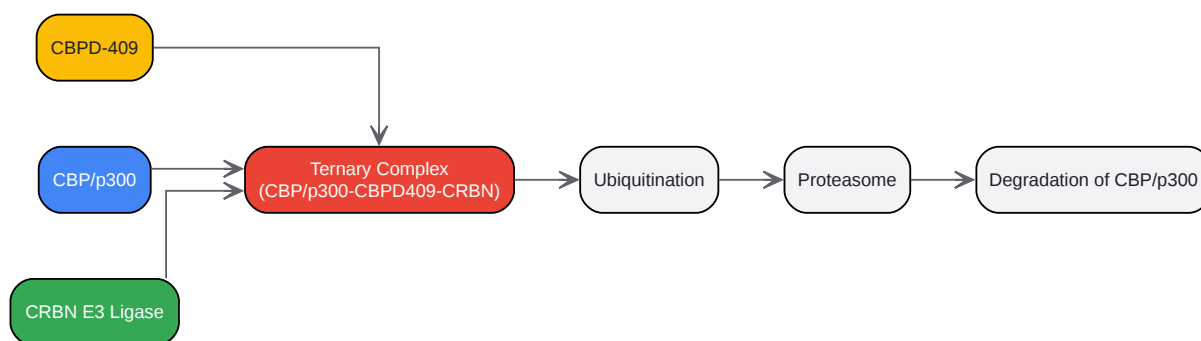 CBPD-409
CBP/p300
CRBN E3 Ligase
Ternary Complex
(CBP/p300-CBPD409-CRBN)
Ubiquitination
Proteasome
Degradation of CBP/p300